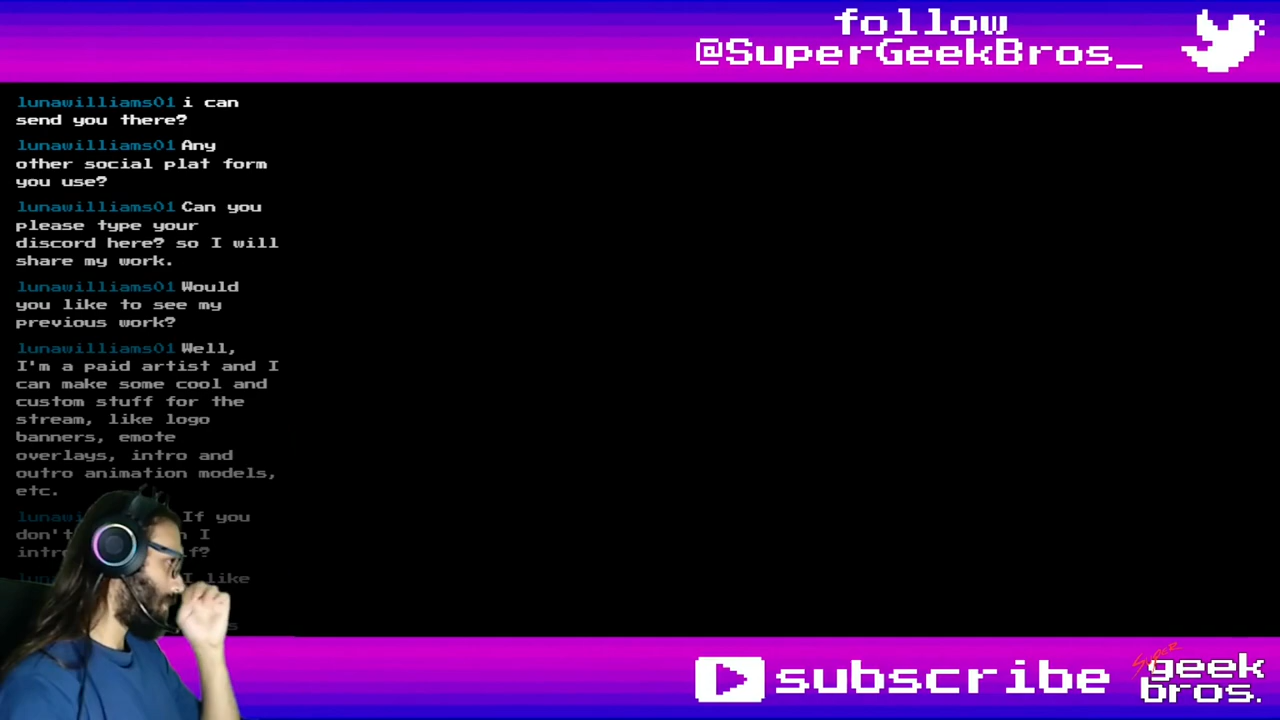 follow
@SuperGeekBros_
lunawilliams01 i can
send you there?
lunawilliams01 Any
other social plat form
you use?
lunawilliams01 Can you
please type your
discord here? so I will
share my work.
lunawilliams01 Would
you like to see my
previous work?
lunawilliams01 Well,
I'm a paid artist and I
can make some cool and
custom stuff for the
stream, like logo
banners, emote
overlays, intro and
outro animation models,
etc.
If you
don't I
I like
subscribe
Super
geek
bros.